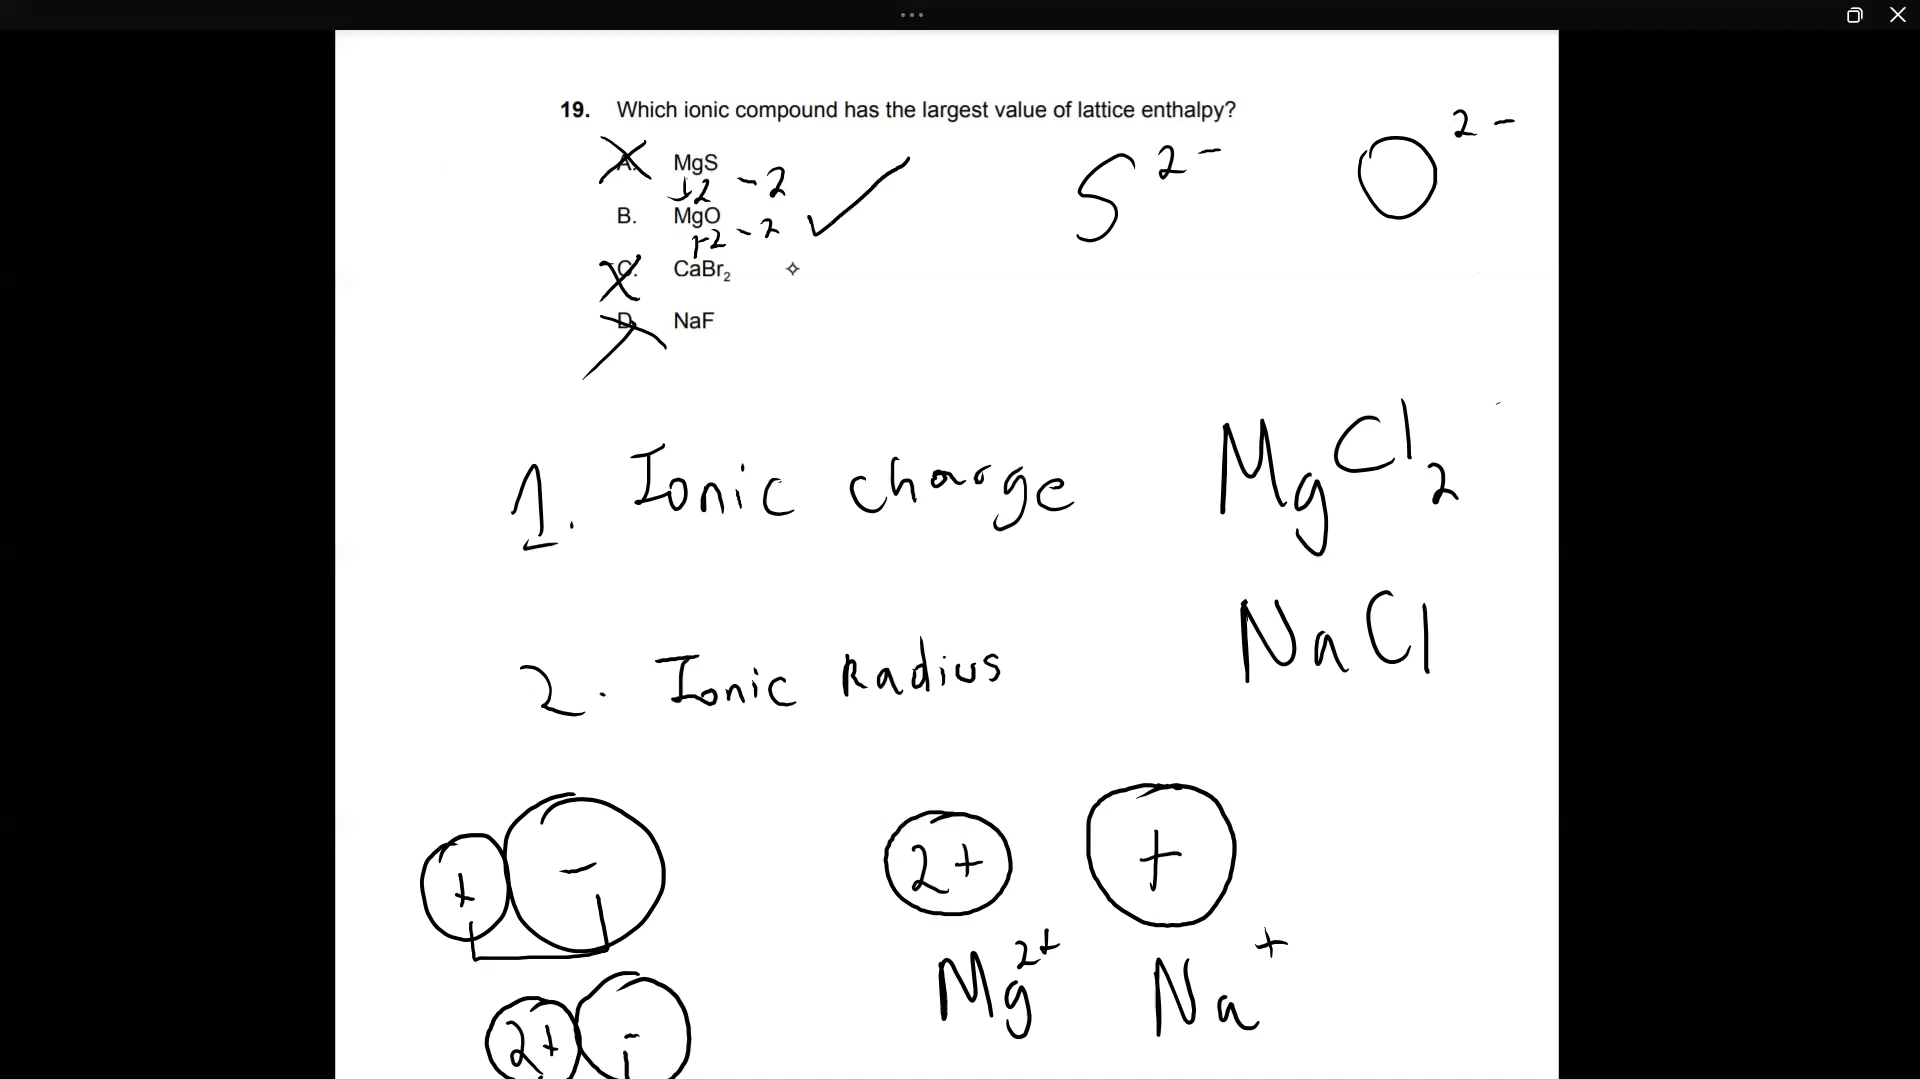 19. Which ionic compound has the largest value of lattice enthalpy?
A. MgS
+2 -2
B. MgO
+2 -2
C. CaBr₂
D. NaF
S²⁻
O²⁻
1. Ionic charge
MgCl₂
NaCl
2. Ionic Radius
+ -
2+ +
Mg²⁺ Na⁺
2+ -